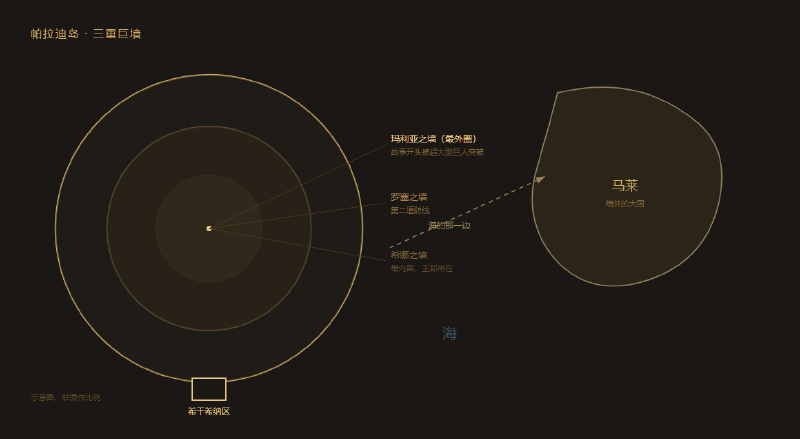 帕拉迪岛 · 三重巨墙
玛利亚之墙（最外圈）
故事开头被超大型巨人突破
罗塞之墙
第二道防线
海的那一边
希娜之墙
最内圈，王都所在
马莱
墙外的大国
海
示意图，非原作比例
希干希纳区